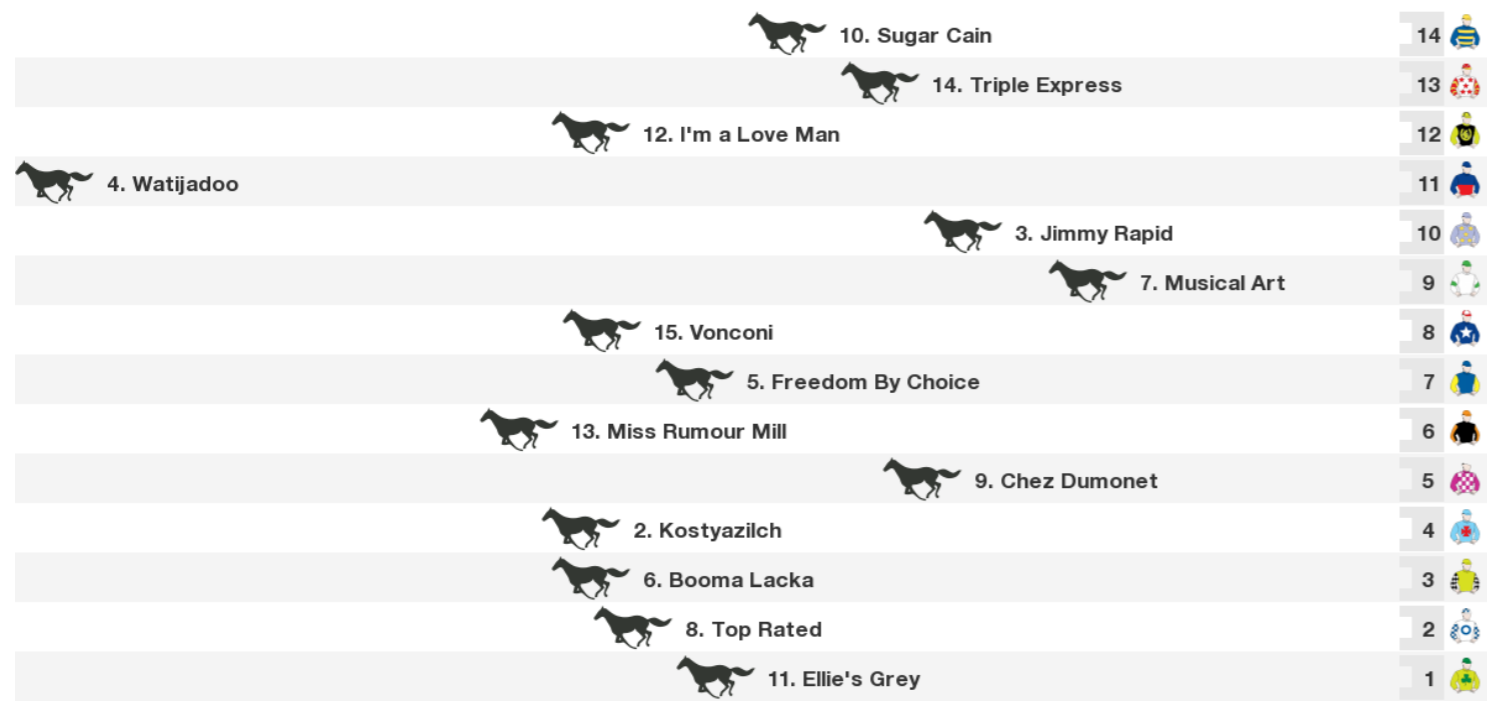 10. Sugar Cain 14
14. Triple Express 13
12. I'm a Love Man 12
4. Watijadoo 11
3. Jimmy Rapid 10
7. Musical Art 9
15. Vonconi 8
5. Freedom By Choice 7
13. Miss Rumour Mill 6
9. Chez Dumonet 5
2. Kostyazilch 4
6. Booma Lacka 3
8. Top Rated 2
11. Ellie's Grey 1